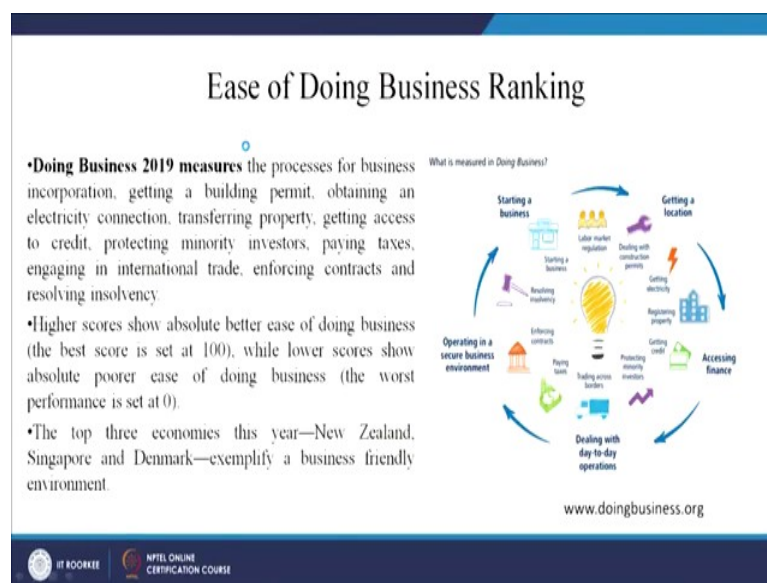 Ease of Doing Business Ranking
•Doing Business 2019 measures the processes for business
incorporation, getting a building permit, obtaining an
electricity connection, transferring property, getting access
to credit, protecting minority investors, paying taxes,
engaging in international trade, enforcing contracts and
resolving insolvency.
•Higher scores show absolute better ease of doing business
(the best score is set at 100), while lower scores show
absolute poorer ease of doing business (the worst
performance is set at 0).
•The top three economies this year—New Zealand,
Singapore and Denmark—exemplify a business friendly
environment.
What is measured in Doing Business?
Starting a
business
Getting a
location
Labor market
regulation
Dealing with
construction
permits
Starting a
business
Getting
electricity
Resolving
insolvency
Registering
property
Enforcing
contracts
Getting
credit
Operating in a
secure business
environment
Accessing
finance
Paying
taxes
Protecting
minority
investors
Trading across
borders
Dealing with
day-to-day
operations
www.doingbusiness.org
IIT ROORKEE
NPTEL ONLINE
CERTIFICATION COURSE